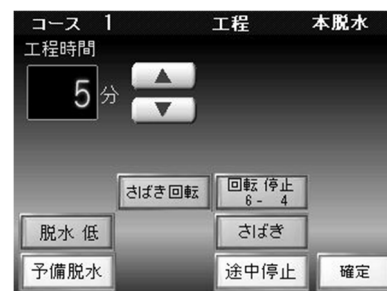 コース 1 工程 本脱水
工程時間
5 分
さばき回転 回転 停止
6 - 4
脱水 低 さばき
予備脱水 途中停止 確定